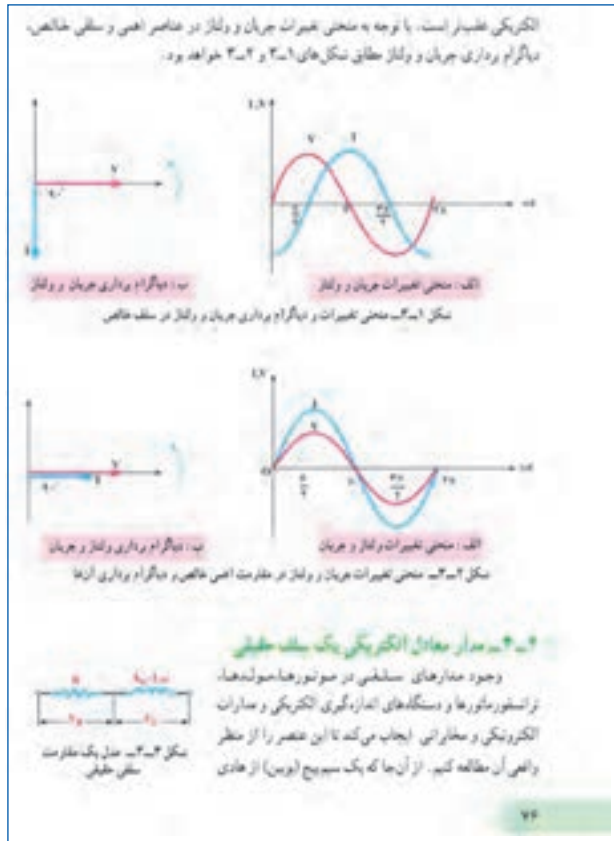 الکتریکی عقب‌تر است. با توجه به منحنی تغییرات جریان و ولتاژ در عناصر اهمی و سلفی خالص،
دیاگرام برداری جریان و ولتاژ مطابق شکل‌های ۱ـ۳ و ۲ـ۳ خواهد بود.
I,V
V
I
V
۹۰°
الف : منحنی تغییرات جریان و ولتاژ
ب : دیاگرام برداری جریان و ولتاژ
شکل ۱ـ۳ـ منحنی تغییرات و دیاگرام برداری جریان و ولتاژ در سلف خالص
I,V
I
V
V
I
الف : منحنی تغییرات ولتاژ و جریان
ب : دیاگرام برداری ولتاژ و جریان
شکل ۲ـ۳ـ منحنی تغییرات جریان و ولتاژ در مقاومت اهمی خالص و دیاگرام برداری آن‌ها
مدار معادل الکتریکی یک سلف حقیقی
وجود مدارهای سلفی در موتورها،مولدها،
ترانسفورماتورها و دستگاه‌های اندازه‌گیری الکتریکی و مدارات
الکترونیکی و مخابراتی ایجاب می‌کند تا این عنصر را از منظر
واقعی آن مطالعه کنیم. از آن‌جا که یک سیم‌پیچ (بوبین) از هادی
شکل ۳ـ۳ـ مدل یک مقاومت
سلفی حقیقی
۷۶